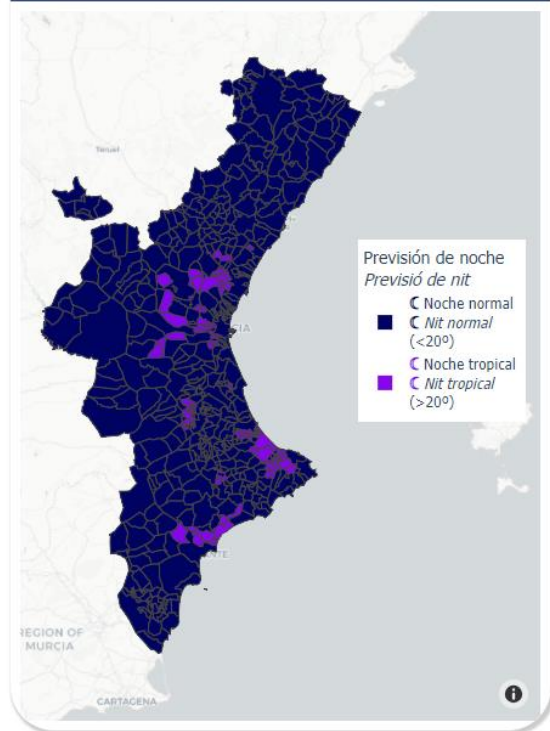 Teruel
Previsión de noche
Previsió de nit
Noche normal
Nit normal
(<20º)
Noche tropical
Nit tropical
(>20º)
REGION OF
MURCIA
CARTAGENA